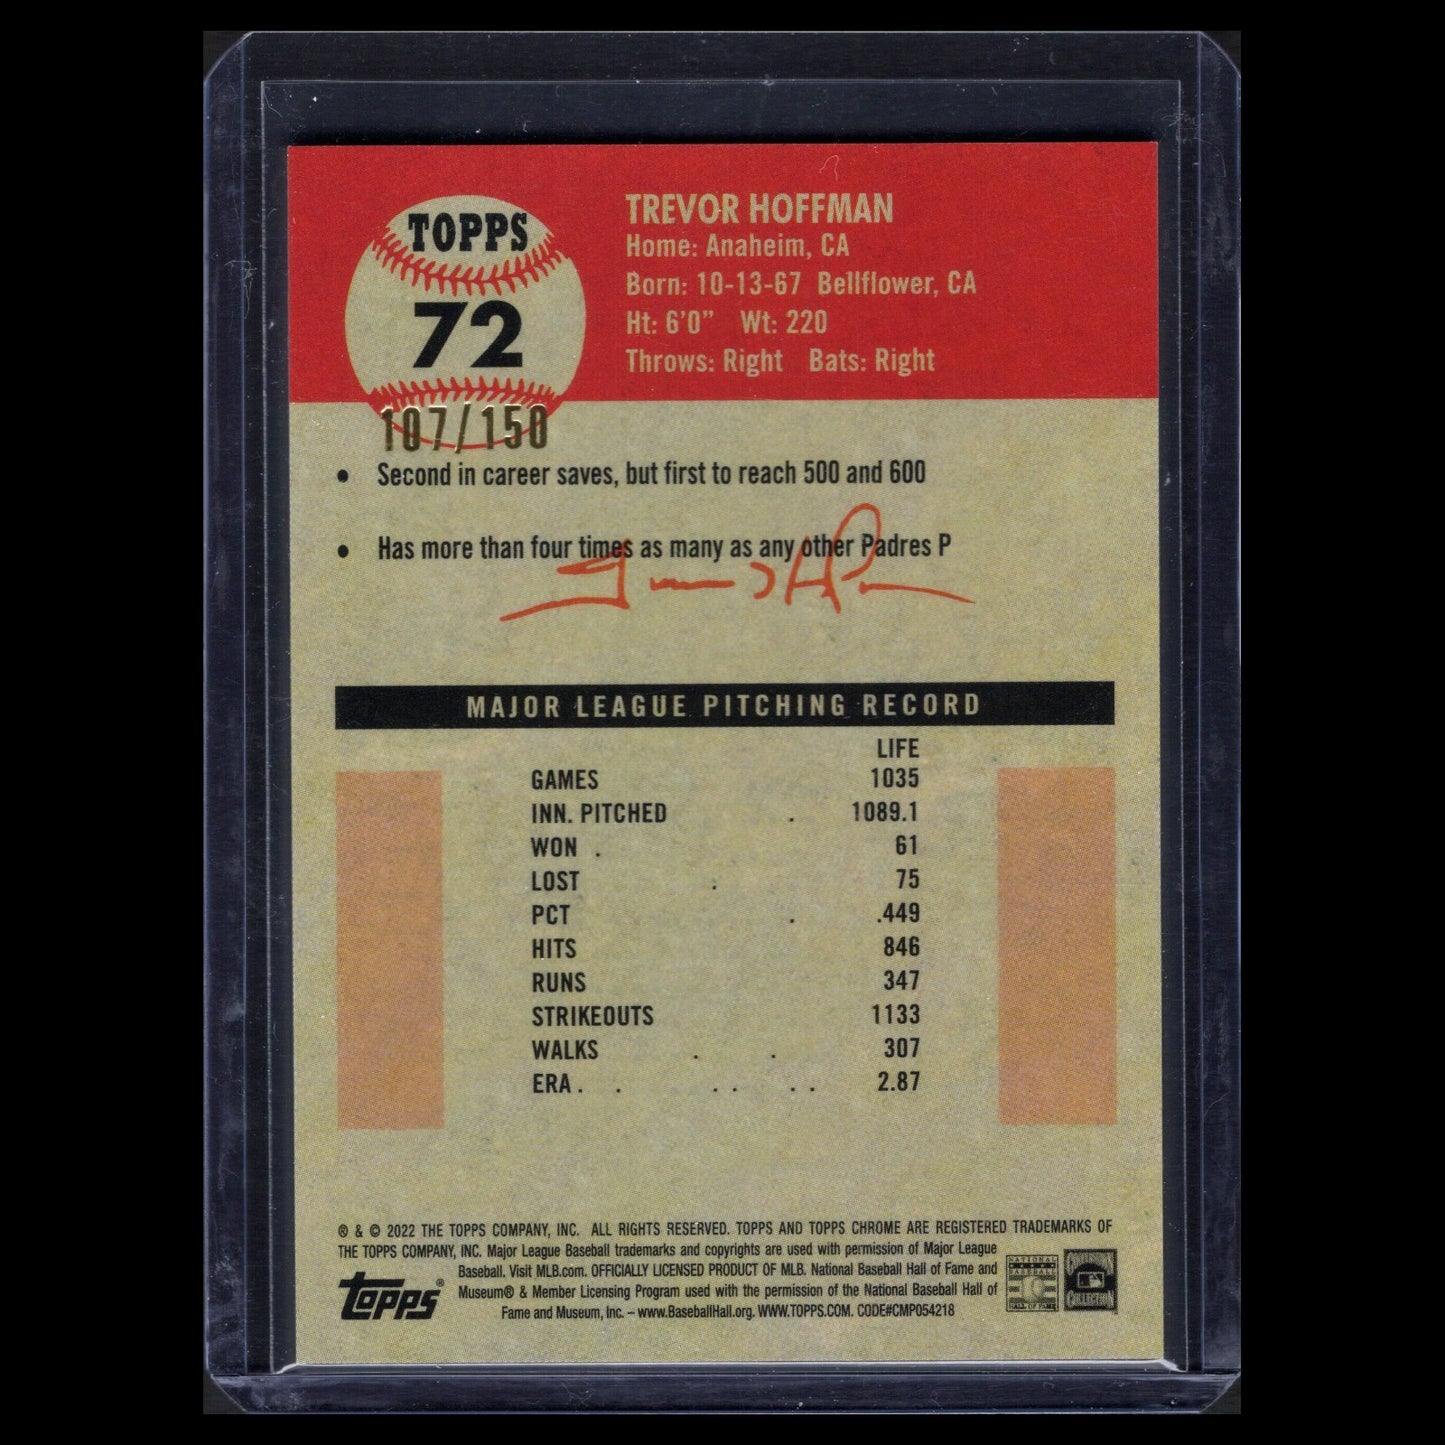 TOPPS
72
107/150
TREVOR HOFFMAN
Home: Anaheim, CA
Born: 10-13-67 Bellflower, CA
Ht: 6'0" Wt: 220
Throws: Right Bats: Right
• Second in career saves, but first to reach 500 and 600
• Has more than four times as many as any other Padres P
MAJOR LEAGUE PITCHING RECORD
LIFE
GAMES 1035
INN. PITCHED . 1089.1
WON . 61
LOST . 75
PCT . .449
HITS 846
RUNS 347
STRIKEOUTS 1133
WALKS . . 307
ERA . . . . . . 2.87
® & © 2022 THE TOPPS COMPANY, INC. ALL RIGHTS RESERVED. TOPPS AND TOPPS CHROME ARE REGISTERED TRADEMARKS OF
THE TOPPS COMPANY, INC. Major League Baseball trademarks and copyrights are used with permission of Major League
Baseball. Visit MLB.com. OFFICIALLY LICENSED PRODUCT OF MLB. National Baseball Hall of Fame and
Museum® & Member Licensing Program used with the permission of the National Baseball Hall of
Fame and Museum, Inc. – www.BaseballHall.org. WWW.TOPPS.COM. CODE#CMP054218
topps®
NATIONAL
BASEBALL
HALL OF FAME
COOPERSTOWN
COLLECTION